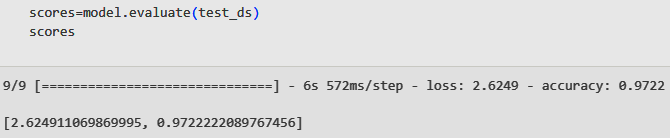 scores=model.evaluate(test_ds)
scores
9/9 [==============================] - 6s 572ms/step - loss: 2.6249 - accuracy: 0.9722
[2.624911069869995, 0.9722222089767456]